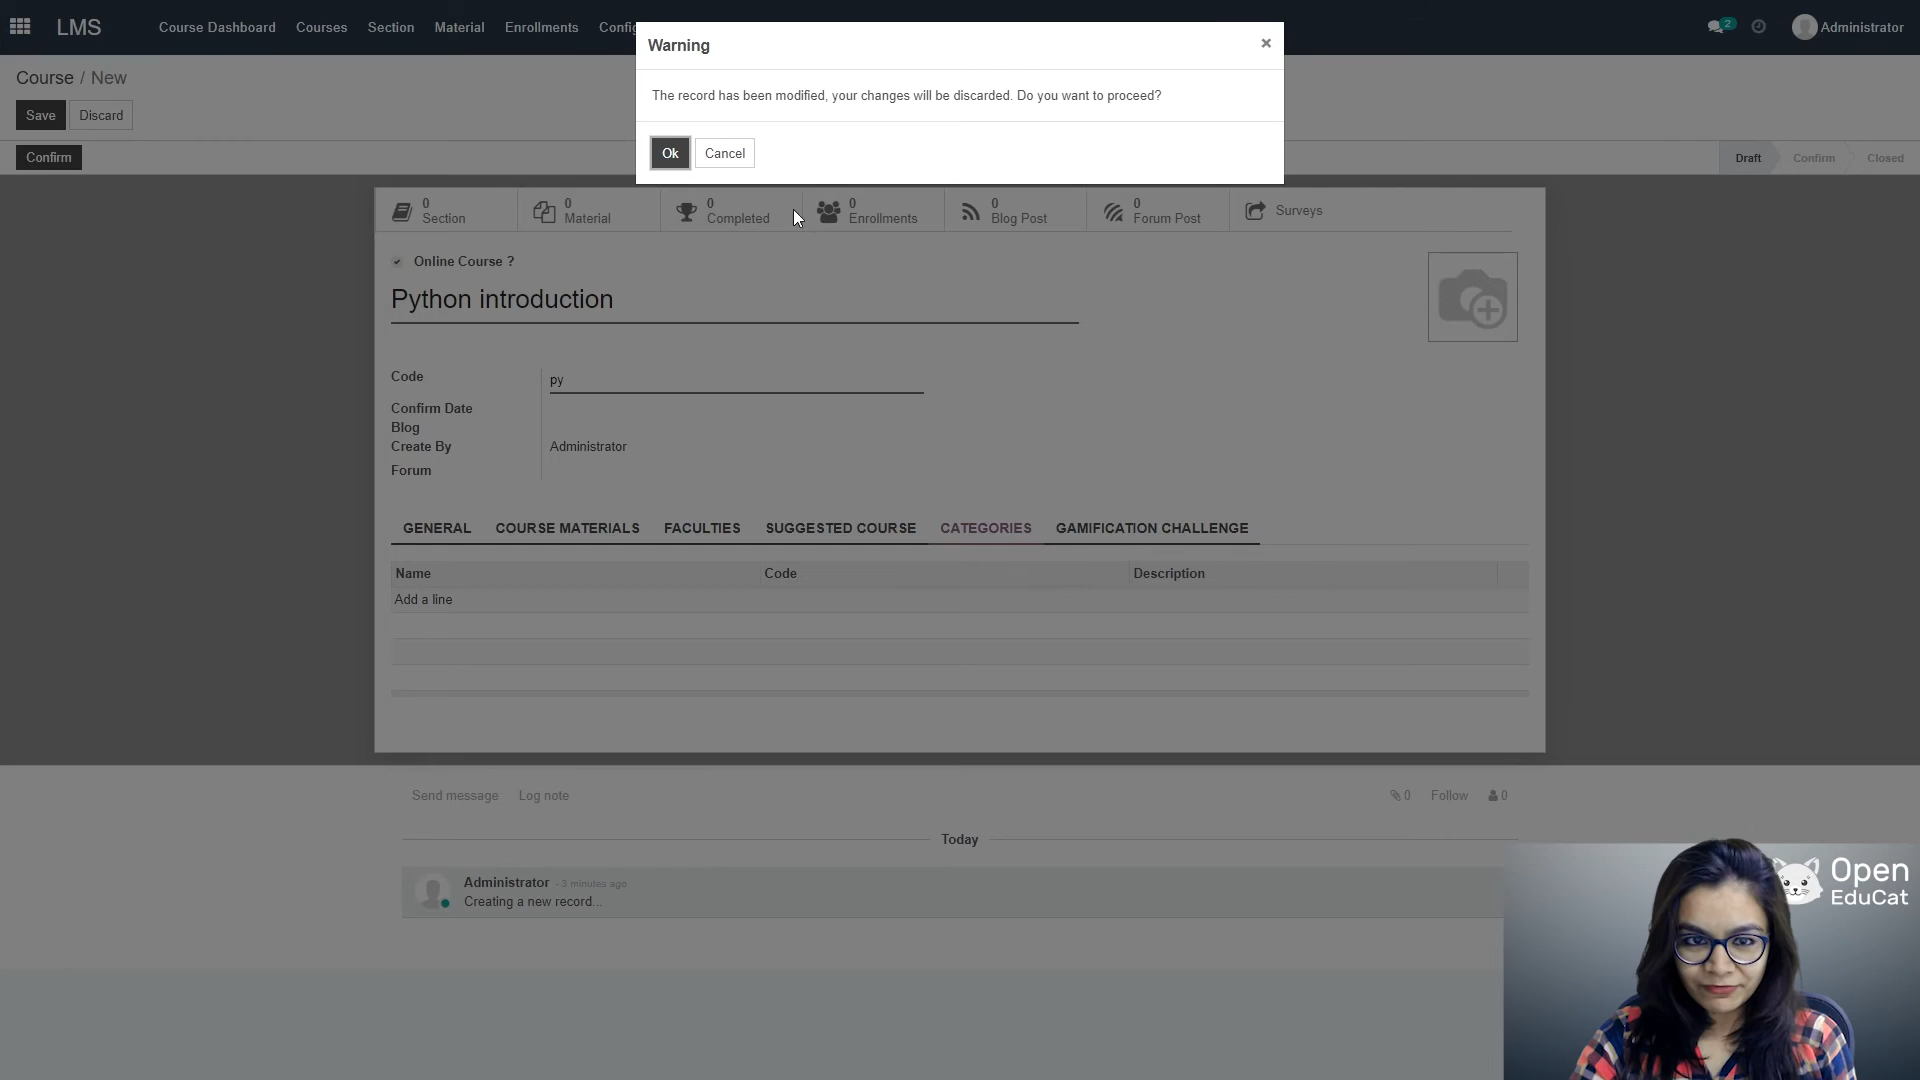 LMS
Course Dashboard
Courses
Section
Material
Enrollments
Config
2
Administrator
Warning
×
The record has been modified, your changes will be discarded. Do you want to proceed?
Ok
Cancel
Course / New
Save
Discard
Confirm
Draft
Confirm
Closed
0
Section
0
Material
0
Completed
0
Enrollments
0
Blog Post
0
Forum Post
Surveys
Online Course ?
Python introduction
Code
py
Confirm Date
Blog
Create By
Administrator
Forum
GENERAL
COURSE MATERIALS
FACULTIES
SUGGESTED COURSE
CATEGORIES
GAMIFICATION CHALLENGE
Name
Code
Description
Add a line
Send message
Log note
0
Follow
0
Today
Administrator - 3 minutes ago
Creating a new record...
Open
EduCat